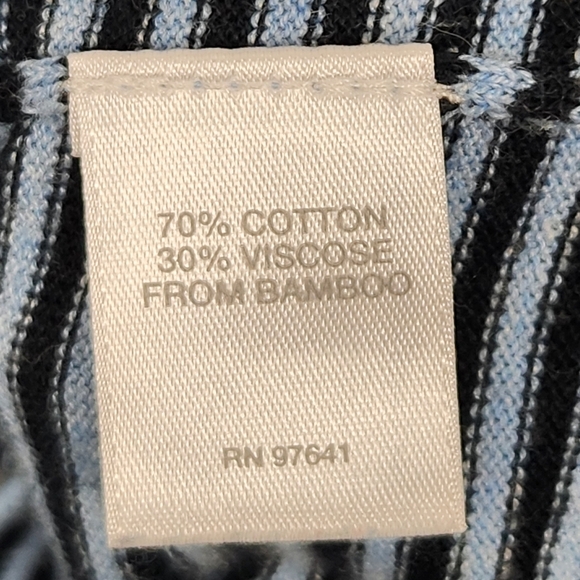 70% COTTON
30% VISCOSE
FROM BAMBOO
RN 97641